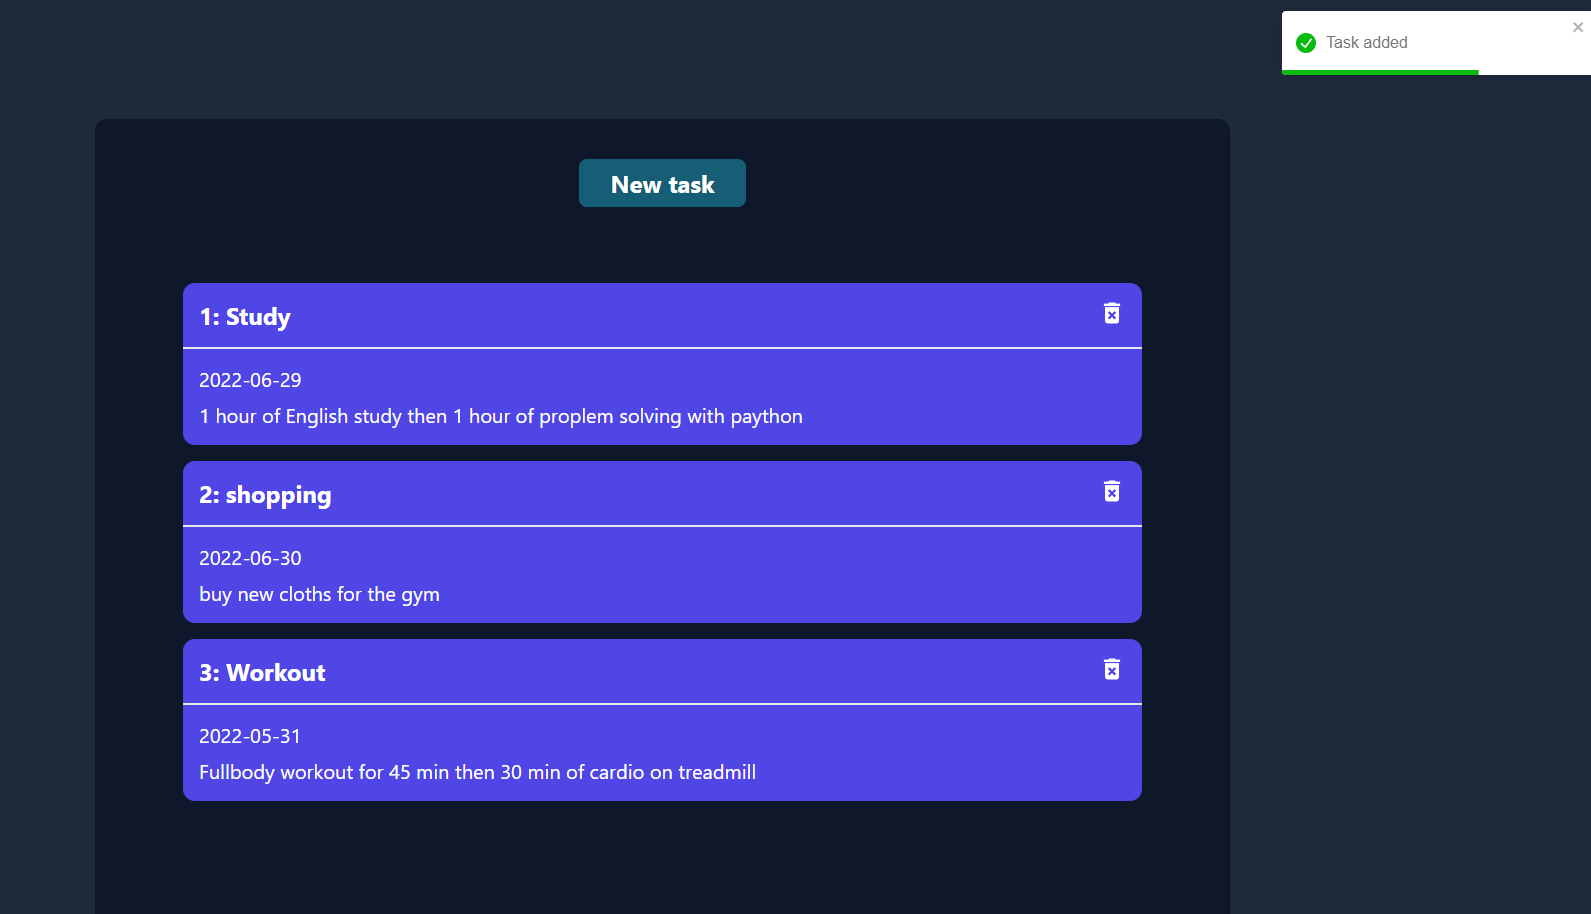 Task added
New task
1: Study
2022-06-29
1 hour of English study then 1 hour of proplem solving with paython
2: shopping
2022-06-30
buy new cloths for the gym
3: Workout
2022-05-31
Fullbody workout for 45 min then 30 min of cardio on treadmill